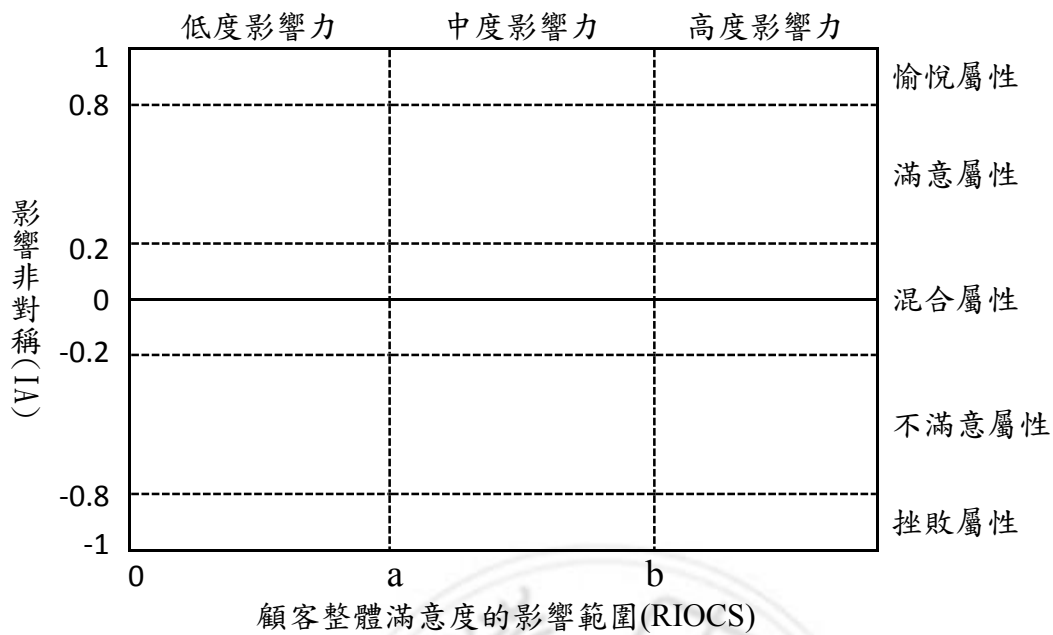 低度影響力 中度影響力 高度影響力
1
愉悅屬性
0.8
滿意屬性
影響非對稱(IA)
0.2
0
混合屬性
-0.2
不滿意屬性
-0.8
挫敗屬性
-1
0 a b
顧客整體滿意度的影響範圍(RIOCS)